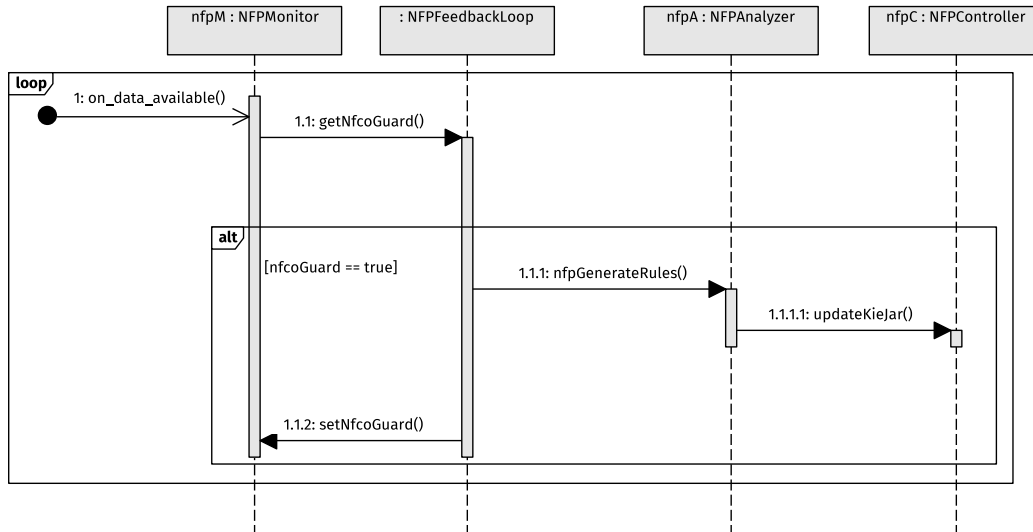 nfpM : NFPMonitor
: NFPFeedbackLoop
nfpA : NFPAnalyzer
nfpC : NFPController
loop
1: on_data_available()
1.1: getNfcoGuard()
alt
[nfcoGuard == true]
1.1.1: nfpGenerateRules()
1.1.1.1: updateKieJar()
1.1.2: setNfcoGuard()